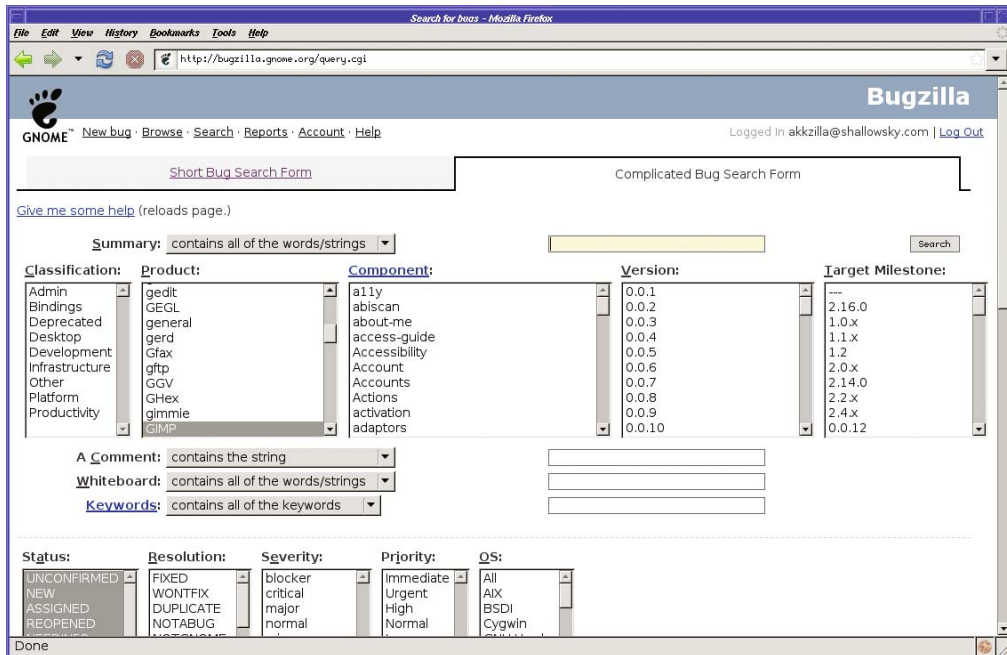 Search for bugs - Mozilla Firefox
File Edit View History Bookmarks Tools Help
http://bugzilla.gnome.org/query.cgi
Bugzilla
GNOME™ New bug · Browse · Search · Reports · Account · Help
Logged In akkzilla@shallowsky.com | Log Out
Short Bug Search Form
Complicated Bug Search Form
Give me some help (reloads page.)
Summary: contains all of the words/strings
Search
Classification:
Admin
Bindings
Deprecated
Desktop
Development
Infrastructure
Other
Platform
Productivity
Product:
gedit
GEGL
general
gerd
Gfax
gftp
GGV
GHex
gimmie
GIMP
Component:
a11y
abiscan
about-me
access-guide
Accessibility
Account
Accounts
Actions
activation
adaptors
Version:
0.0.1
0.0.2
0.0.3
0.0.4
0.0.5
0.0.6
0.0.7
0.0.8
0.0.9
0.0.10
Target Milestone:
---
2.16.0
1.0.x
1.1.x
1.2
2.0.x
2.14.0
2.2.x
2.4.x
0.0.12
A Comment: contains the string
Whiteboard: contains all of the words/strings
Keywords: contains all of the keywords
Status:
UNCONFIRMED
NEW
ASSIGNED
REOPENED
Resolution:
FIXED
WONTFIX
DUPLICATE
NOTABUG
Severity:
blocker
critical
major
normal
Priority:
Immediate
Urgent
High
Normal
OS:
All
AIX
BSDI
Cygwin
Done